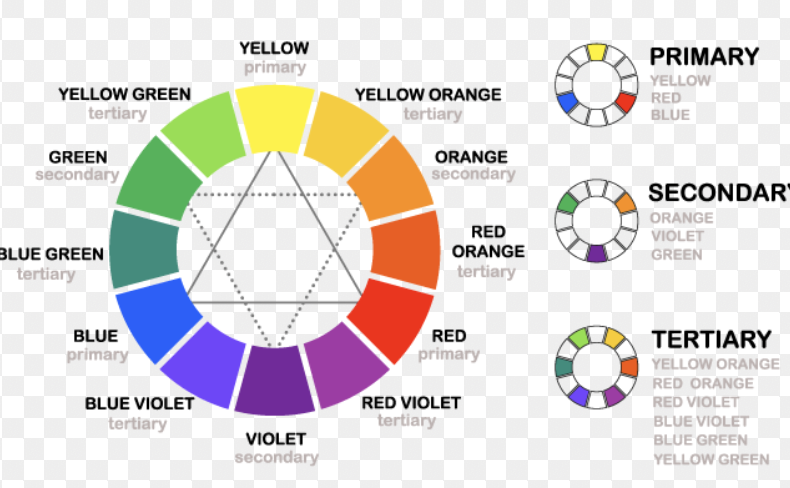 YELLOW
primary
YELLOW ORANGE
tertiary
ORANGE
secondary
RED
ORANGE
tertiary
RED
primary
RED VIOLET
tertiary
VIOLET
secondary
BLUE VIOLET
tertiary
BLUE
primary
BLUE GREEN
tertiary
GREEN
secondary
YELLOW GREEN
tertiary
PRIMARY
YELLOW
RED
BLUE
SECONDARY
ORANGE
VIOLET
GREEN
TERTIARY
YELLOW ORANGE
RED ORANGE
RED VIOLET
BLUE VIOLET
BLUE GREEN
YELLOW GREEN